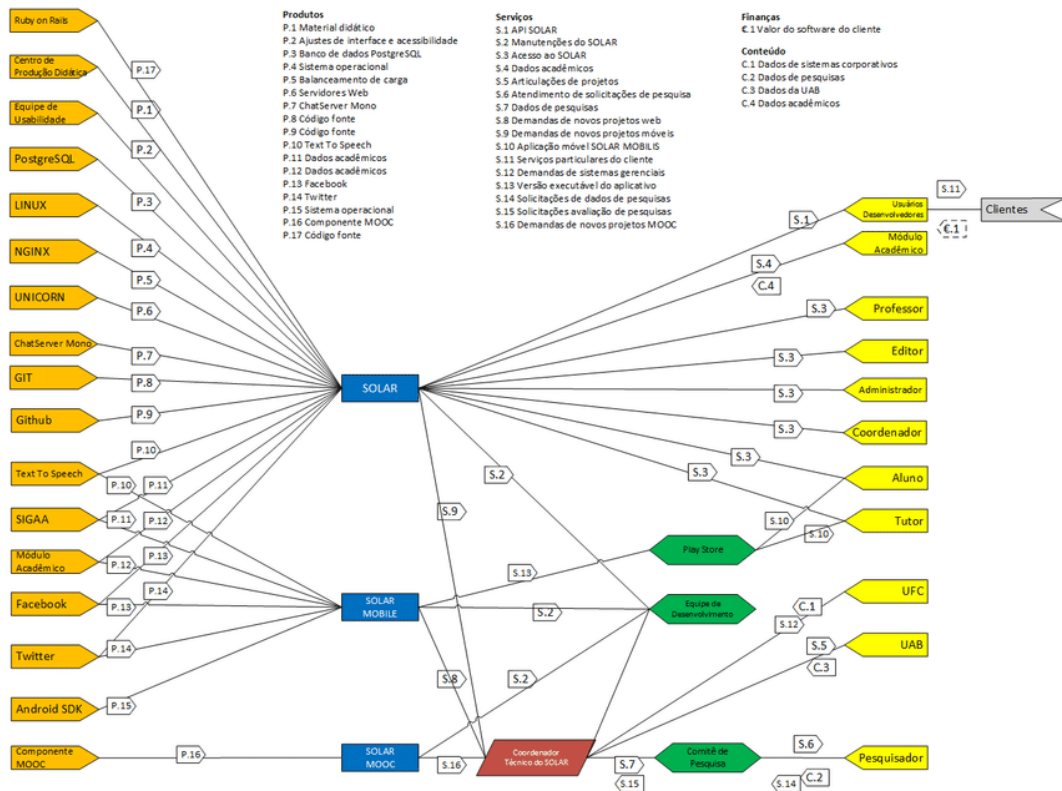 Produtos
P.1 Material didático
P.2 Ajustes de interface e acessibilidade
P.3 Banco de dados PostgreSQL
P.4 Sistema operacional
P.5 Balanceamento de carga
P.6 Servidores Web
P.7 ChatServer Mono
P.8 Código fonte
P.9 Código fonte
P.10 Text To Speech
P.11 Dados acadêmicos
P.12 Dados acadêmicos
P.13 Facebook
P.14 Twitter
P.15 Sistema operacional
P.16 Componente MOOC
P.17 Código fonte
Serviços
S.1 API SOLAR
S.2 Manutenções do SOLAR
S.3 Acesso ao SOLAR
S.4 Dados acadêmicos
S.5 Articulações de projetos
S.6 Atendimento de solicitações de pesquisa
S.7 Dados de pesquisas
S.8 Demandas de novos projetos web
S.9 Demandas de novos projetos móveis
S.10 Aplicação móvel SOLAR MOBILIS
S.11 Serviços particulares do cliente
S.12 Demandas de sistemas gerenciais
S.13 Versão executável do aplicativo
S.14 Solicitações de dados de pesquisas
S.15 Solicitações avaliação de pesquisas
S.16 Demandas de novos projetos MOOC
Finanças
€.1 Valor do software do cliente
Conteúdo
C.1 Dados de sistemas corporativos
C.2 Dados de pesquisas
C.3 Dados da UAB
C.4 Dados acadêmicos
Ruby on Rails
Centro de
Produção Didática
Equipe de
Usabilidade
PostgreSQL
LINUX
NGINX
UNICORN
ChatServer Mono
GIT
Github
Text To Speech
SIGAA
Módulo
Acadêmico
Facebook
Twitter
Android SDK
Componente
MOOC
P.17
P.1
P.2
P.3
P.4
P.5
P.6
P.7
P.8
P.9
P.10
P.10
P.11
P.11
P.12
P.12
P.13
P.13
P.14
P.14
P.15
P.16
SOLAR
SOLAR
MOBILE
SOLAR
MOOC
S.9
S.2
S.13
S.2
S.8
S.2
S.16
Coordenador
Técnico do SOLAR
Play Store
Equipe de
Desenvolvimento
Comitê de
Pesquisa
S.7
S.15
S.1
S.4
C.4
S.3
S.3
S.3
S.3
S.3
S.3
S.10
S.10
C.1
S.12
S.5
C.3
S.6
S.14
C.2
Usuários
Desenvolvedores
Módulo
Acadêmico
Professor
Editor
Administrador
Coordenador
Aluno
Tutor
UFC
UAB
Pesquisador
S.11
€.1
Clientes